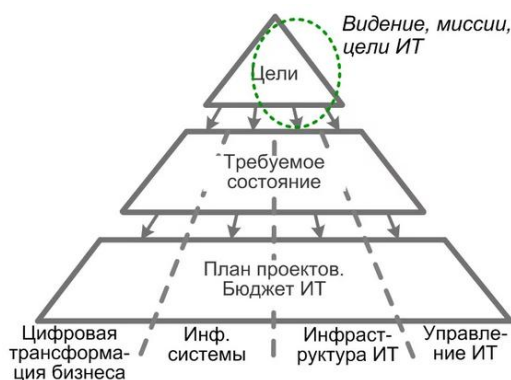 Видение, миссии,
цели ИТ
Цели
Требуемое
состояние
План проектов.
Бюджет ИТ
Цифровая
трансформа-
ция бизнеса
Инф.
системы
Инфраст-
руктура ИТ
Управле-
ние ИТ